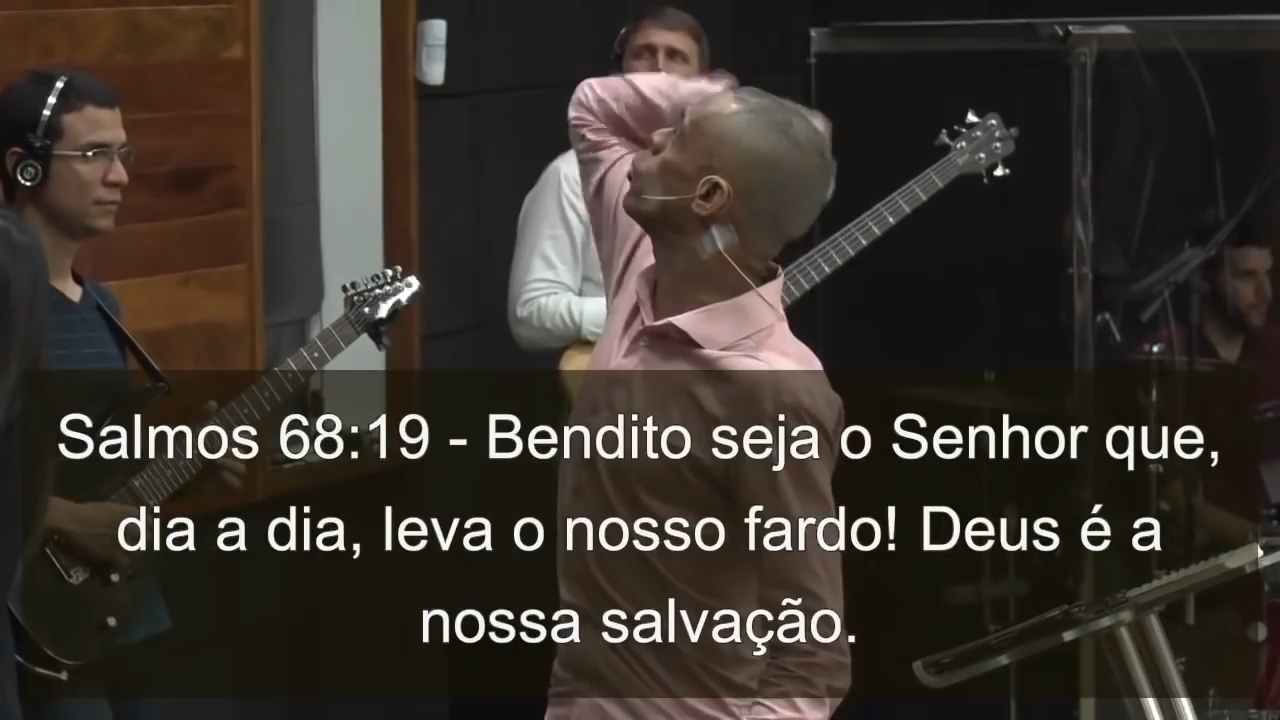 Salmos 68:19 - Bendito seja o Senhor que,
dia a dia, leva o nosso fardo! Deus é a
nossa salvação.